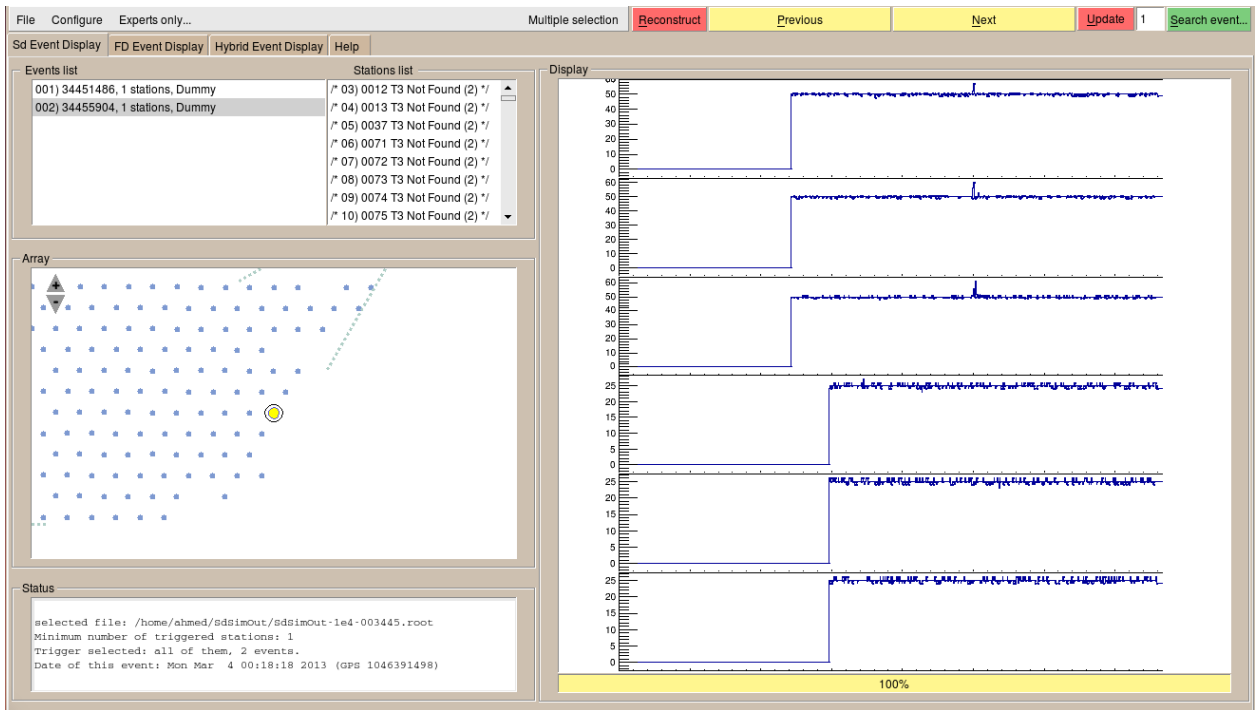 File Configure Experts only... Multiple selection Reconstruct Previous Next Update 1 Search event...
Sd Event Display FD Event Display Hybrid Event Display Help
Events list
001) 34451486, 1 stations, Dummy
002) 34455904, 1 stations, Dummy
Stations list
/* 03) 0012 T3 Not Found (2) */
/* 04) 0013 T3 Not Found (2) */
/* 05) 0037 T3 Not Found (2) */
/* 06) 0071 T3 Not Found (2) */
/* 07) 0072 T3 Not Found (2) */
/* 08) 0073 T3 Not Found (2) */
/* 09) 0074 T3 Not Found (2) */
/* 10) 0075 T3 Not Found (2) */
Array
+
-
Status
selected file: /home/ahmed/SdSimOut/SdSimOut-1e4-003445.root
Minimum number of triggered stations: 1
Trigger selected: all of them, 2 events.
Date of this event: Mon Mar 4 00:18:18 2013 (GPS 1046391498)
Display
60
50
40
30
20
10
0
60
50
40
30
20
10
0
60
50
40
30
20
10
0
25
20
15
10
5
0
25
20
15
10
5
0
25
20
15
10
5
0
100%